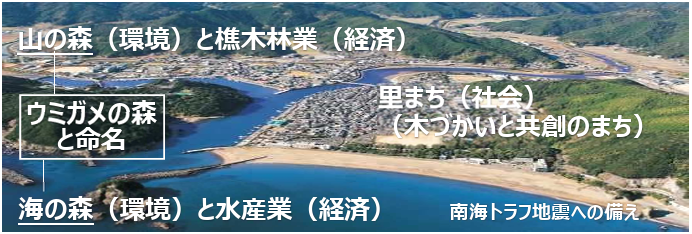 山の森（環境）と樵木林業（経済）
ウミガメの森
と命名
里まち（社会）
（木つかいと共創のまち）
海の森（環境）と水産業（経済）
南海トラフ地震への備え